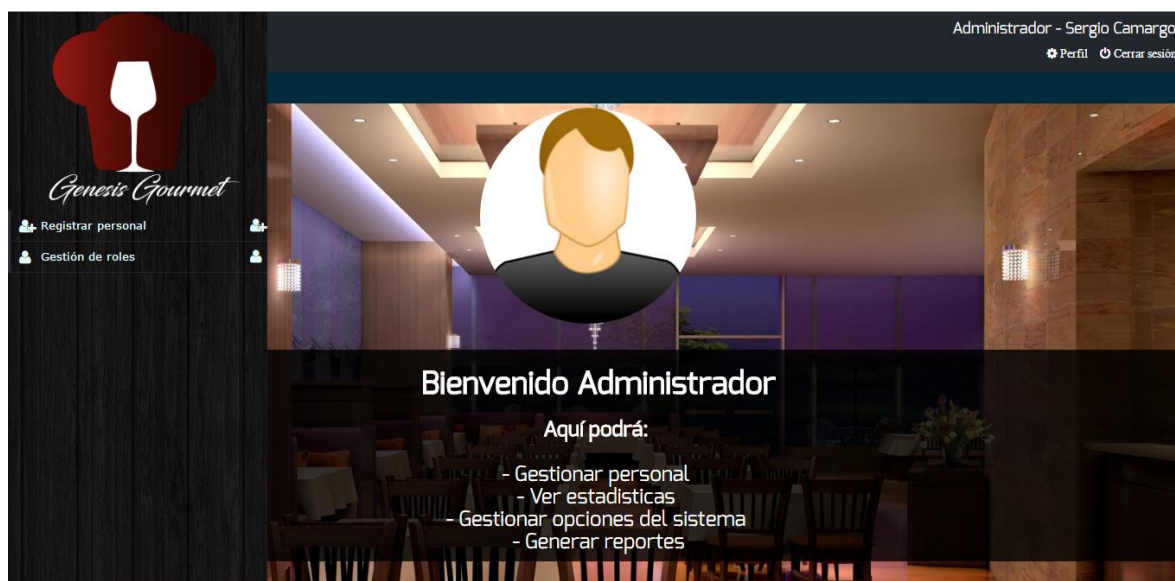 Administrador - Sergio Camargo
Perfil Cerrar sesión
Genesis Gourmet
Registrar personal
Gestión de roles
Bienvenido Administrador
Aquí podrá:
- Gestionar personal
- Ver estadisticas
- Gestionar opciones del sistema
- Generar reportes